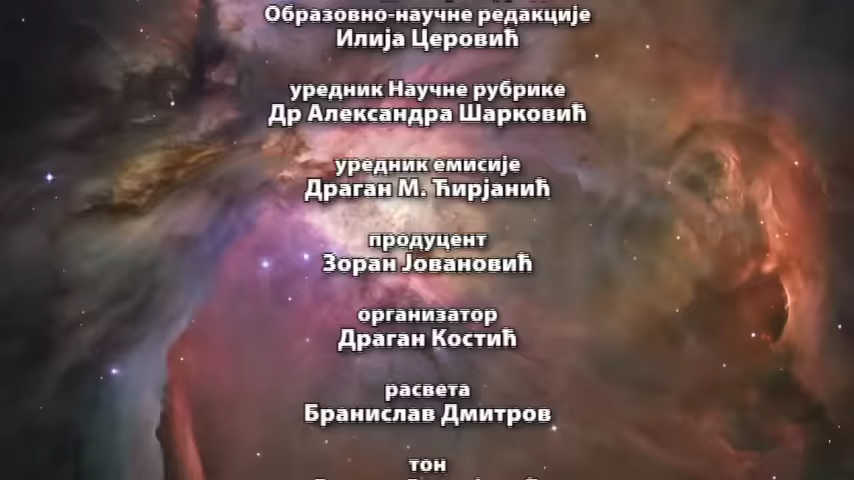 Образовно-научне редакције
Илија Церовић
уредник Научне рубрике
Др Александра Шарковић
уредник емисије
Драган М. Ћирјанић
продуцент
Зоран Јовановић
организатор
Драган Костић
расвета
Бранислав Дмитров
тон